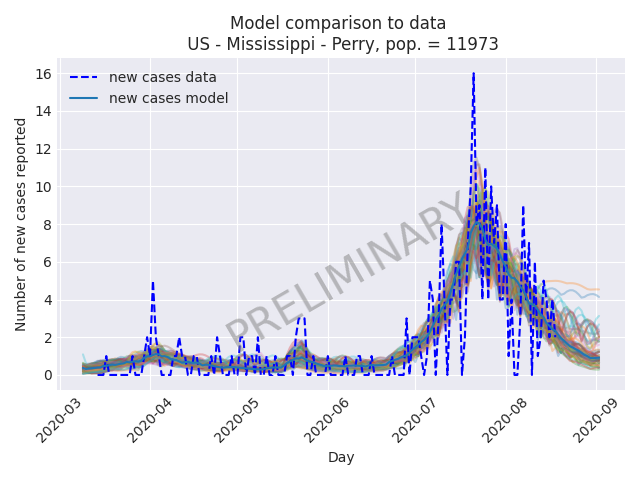 Model comparison to data
US - Mississippi - Perry, pop. = 11973
new cases data
new cases model
PRELIMINARY
Number of new cases reported
16
14
12
10
8
6
4
2
0
2020-03
2020-04
2020-05
2020-06
2020-07
2020-08
2020-09
Day